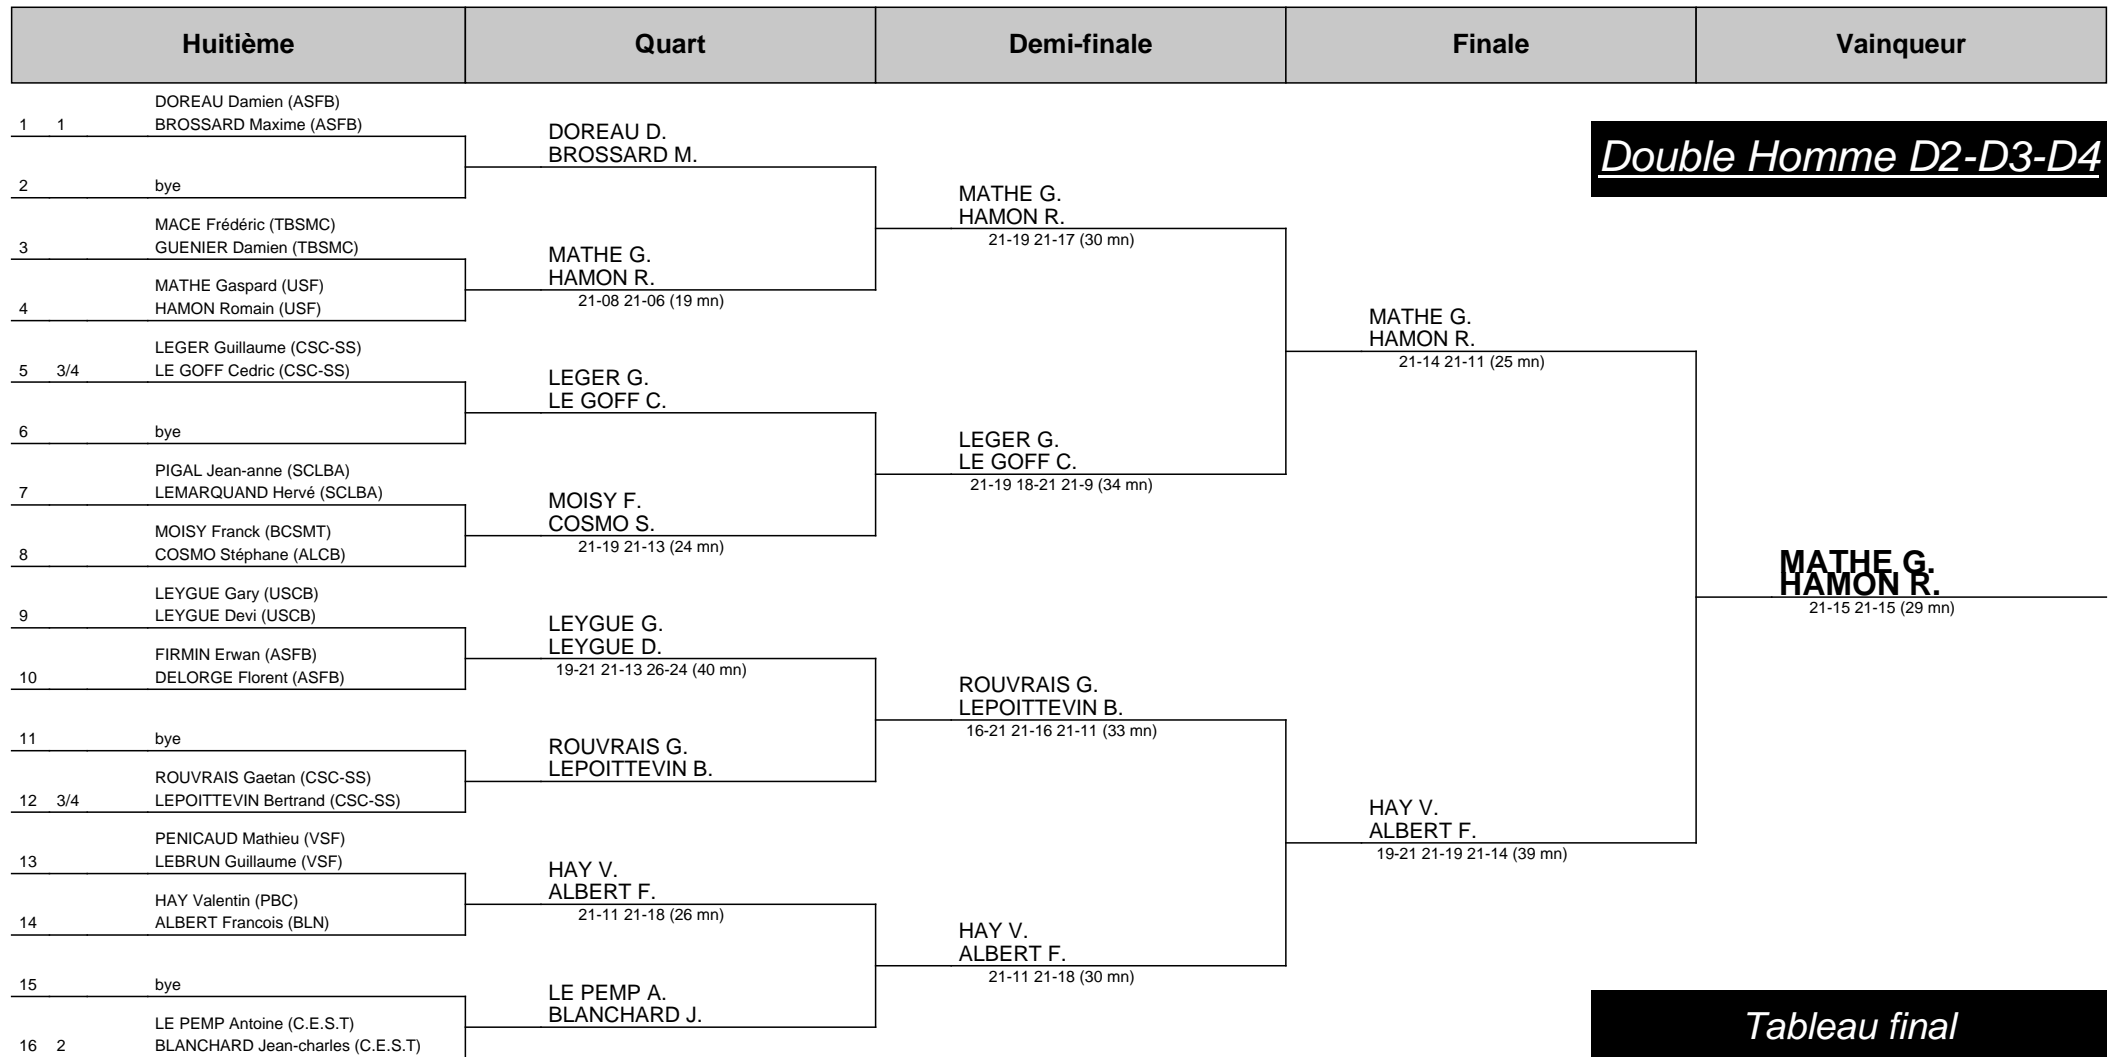 Huitième Quart Demi-finale Finale Vainqueur
Double Homme D2-D3-D4
DOREAU Damien (ASFB)
1 1 BROSSARD Maxime (ASFB)
2 bye
MACE Frédéric (TBSMC)
3 GUENIER Damien (TBSMC)
MATHE Gaspard (USF)
4 HAMON Romain (USF)
LEGER Guillaume (CSC-SS)
5 3/4 LE GOFF Cedric (CSC-SS)
6 bye
PIGAL Jean-anne (SCLBA)
7 LEMARQUAND Hervé (SCLBA)
MOISY Franck (BCSMT)
8 COSMO Stéphane (ALCB)
LEYGUE Gary (USCB)
9 LEYGUE Devi (USCB)
FIRMIN Erwan (ASFB)
10 DELORGE Florent (ASFB)
11 bye
ROUVRAIS Gaetan (CSC-SS)
12 3/4 LEPOITTEVIN Bertrand (CSC-SS)
PENICAUD Mathieu (VSF)
13 LEBRUN Guillaume (VSF)
HAY Valentin (PBC)
14 ALBERT Francois (BLN)
15 bye
LE PEMP Antoine (C.E.S.T)
16 2 BLANCHARD Jean-charles (C.E.S.T)
DOREAU D.
BROSSARD M.
MATHE G.
HAMON R.
21-08 21-06 (19 mn)
LEGER G.
LE GOFF C.
MOISY F.
COSMO S.
21-19 21-13 (24 mn)
LEYGUE G.
LEYGUE D.
19-21 21-13 26-24 (40 mn)
ROUVRAIS G.
LEPOITTEVIN B.
HAY V.
ALBERT F.
21-11 21-18 (26 mn)
LE PEMP A.
BLANCHARD J.
MATHE G.
HAMON R.
21-19 21-17 (30 mn)
LEGER G.
LE GOFF C.
21-19 18-21 21-9 (34 mn)
ROUVRAIS G.
LEPOITTEVIN B.
16-21 21-16 21-11 (33 mn)
HAY V.
ALBERT F.
21-11 21-18 (30 mn)
MATHE G.
HAMON R.
21-14 21-11 (25 mn)
HAY V.
ALBERT F.
19-21 21-19 21-14 (39 mn)
MATHE G.
HAMON R.
21-15 21-15 (29 mn)
Tableau final